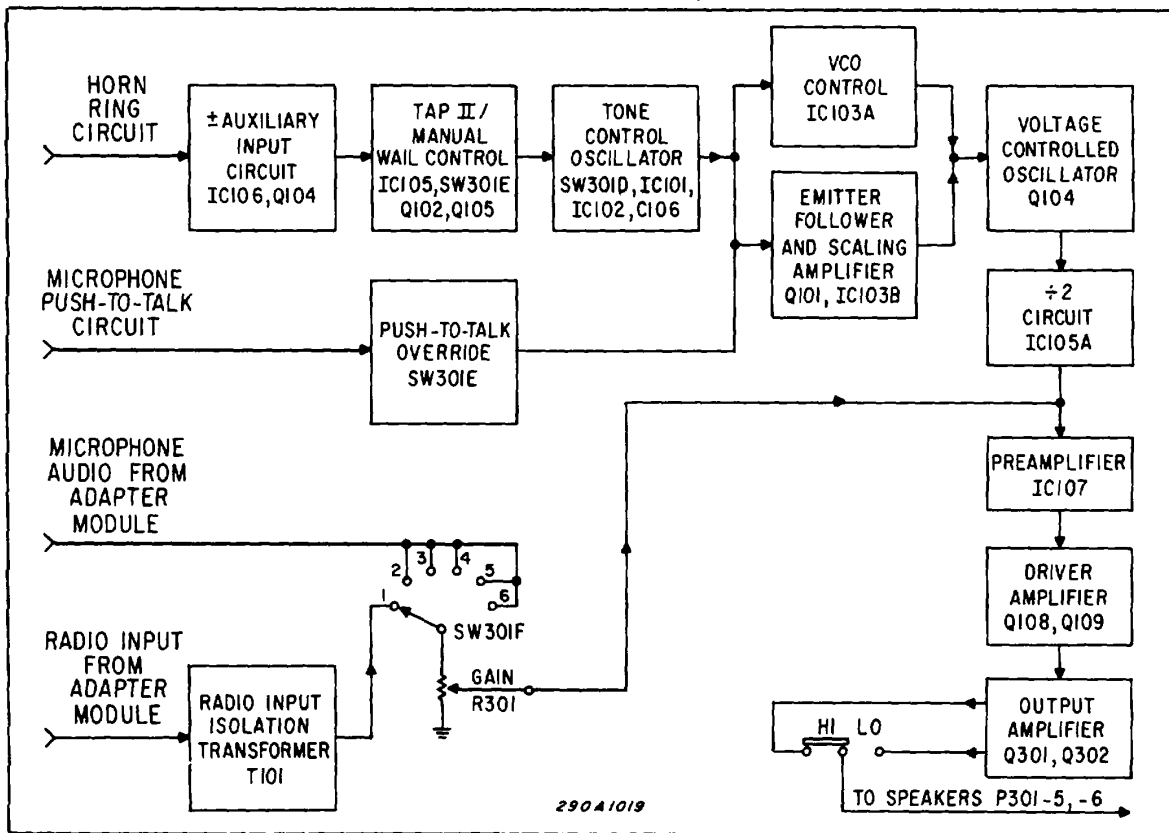 HORN
RING
CIRCUIT
± AUXILIARY
INPUT
CIRCUIT
IC106, Q104
TAP II/
MANUAL
WAIL CONTROL
IC105, SW301E
Q102, Q105
TONE
CONTROL
OSCILLATOR
SW301D, IC101,
IC102, C106
VCO
CONTROL
IC103A
EMITTER
FOLLOWER
AND SCALING
AMPLIFIER
Q101, IC103B
VOLTAGE
CONTROLLED
OSCILLATOR
Q104
MICROPHONE
PUSH-TO-TALK
CIRCUIT
PUSH-TO-TALK
OVERRIDE
SW301E
÷2
CIRCUIT
IC105A
MICROPHONE
AUDIO FROM
ADAPTER
MODULE
1
2
3
4
5
6
SW301F
PREAMPLIFIER
IC107
DRIVER
AMPLIFIER
Q108, Q109
RADIO INPUT
FROM
ADAPTER
MODULE
RADIO INPUT
ISOLATION
TRANSFORMER
T101
GAIN
R301
OUTPUT
AMPLIFIER
Q301, Q302
HI LO
TO SPEAKERS P301-5, -6
290A1019